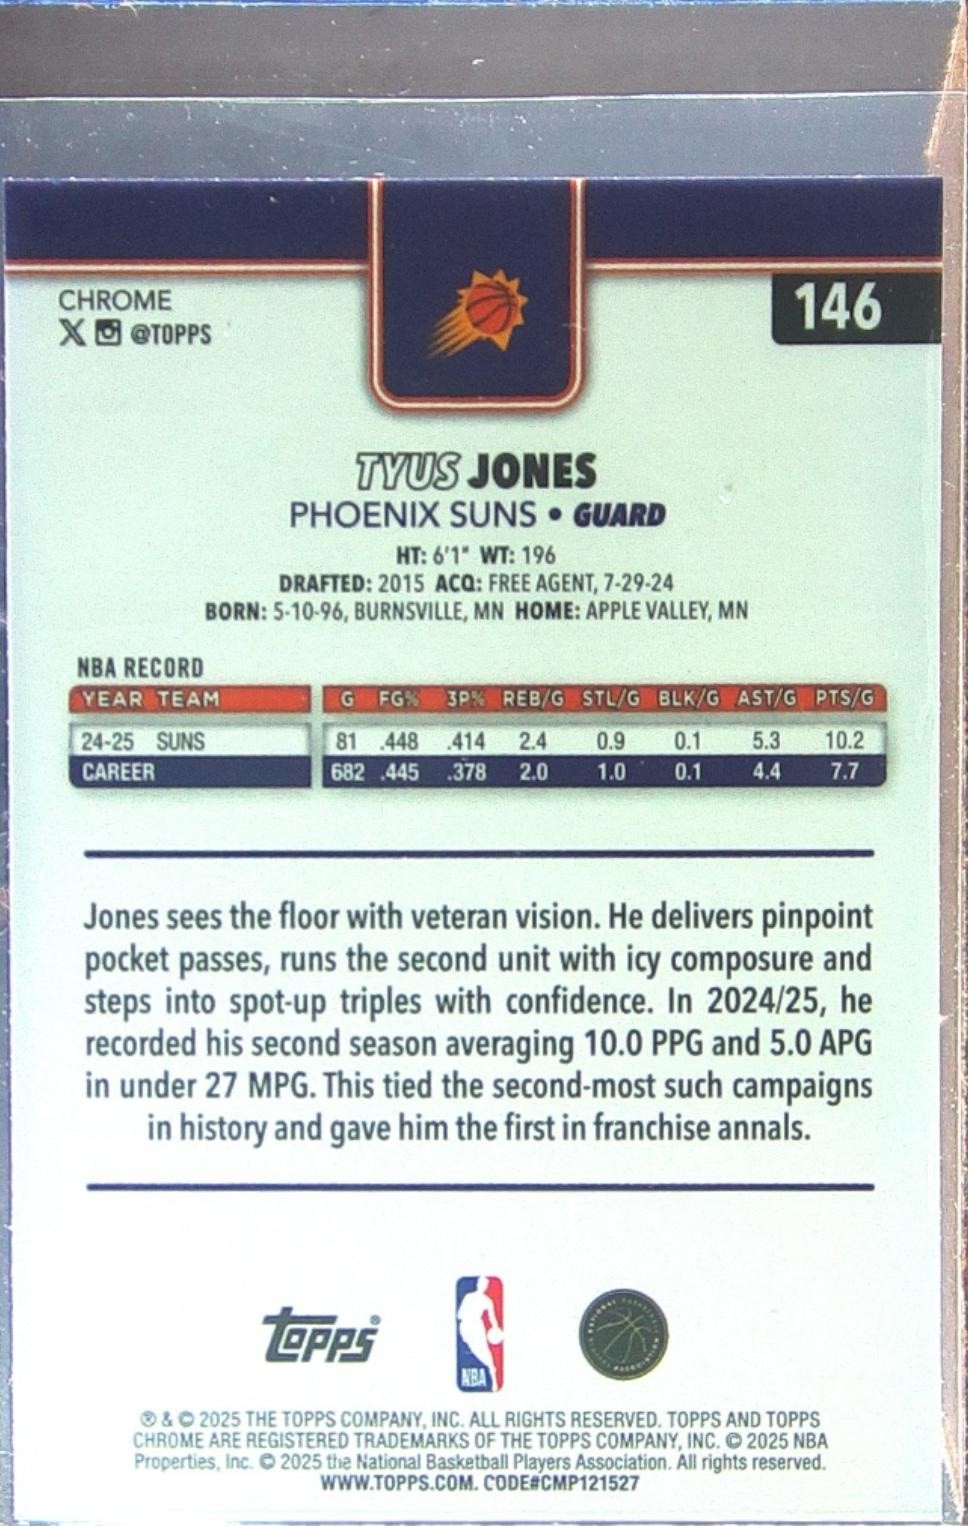 CHROME
X @TOPPS
146
TYUS JONES
PHOENIX SUNS • GUARD
HT: 6'1" WT: 196
DRAFTED: 2015 ACQ: FREE AGENT, 7-29-24
BORN: 5-10-96, BURNSVILLE, MN HOME: APPLE VALLEY, MN
NBA RECORD
YEAR TEAM G FG% 3P% REB/G STL/G BLK/G AST/G PTS/G
24-25 SUNS 81 .448 .414 2.4 0.9 0.1 5.3 10.2
CAREER 682 .445 .378 2.0 1.0 0.1 4.4 7.7
Jones sees the floor with veteran vision. He delivers pinpoint
pocket passes, runs the second unit with icy composure and
steps into spot-up triples with confidence. In 2024/25, he
recorded his second season averaging 10.0 PPG and 5.0 APG
in under 27 MPG. This tied the second-most such campaigns
in history and gave him the first in franchise annals.
Topps®
NBA
® & © 2025 THE TOPPS COMPANY, INC. ALL RIGHTS RESERVED. TOPPS AND TOPPS
CHROME ARE REGISTERED TRADEMARKS OF THE TOPPS COMPANY, INC. © 2025 NBA
Properties, Inc. © 2025 the National Basketball Players Association. All rights reserved.
WWW.TOPPS.COM. CODE#CMP121527